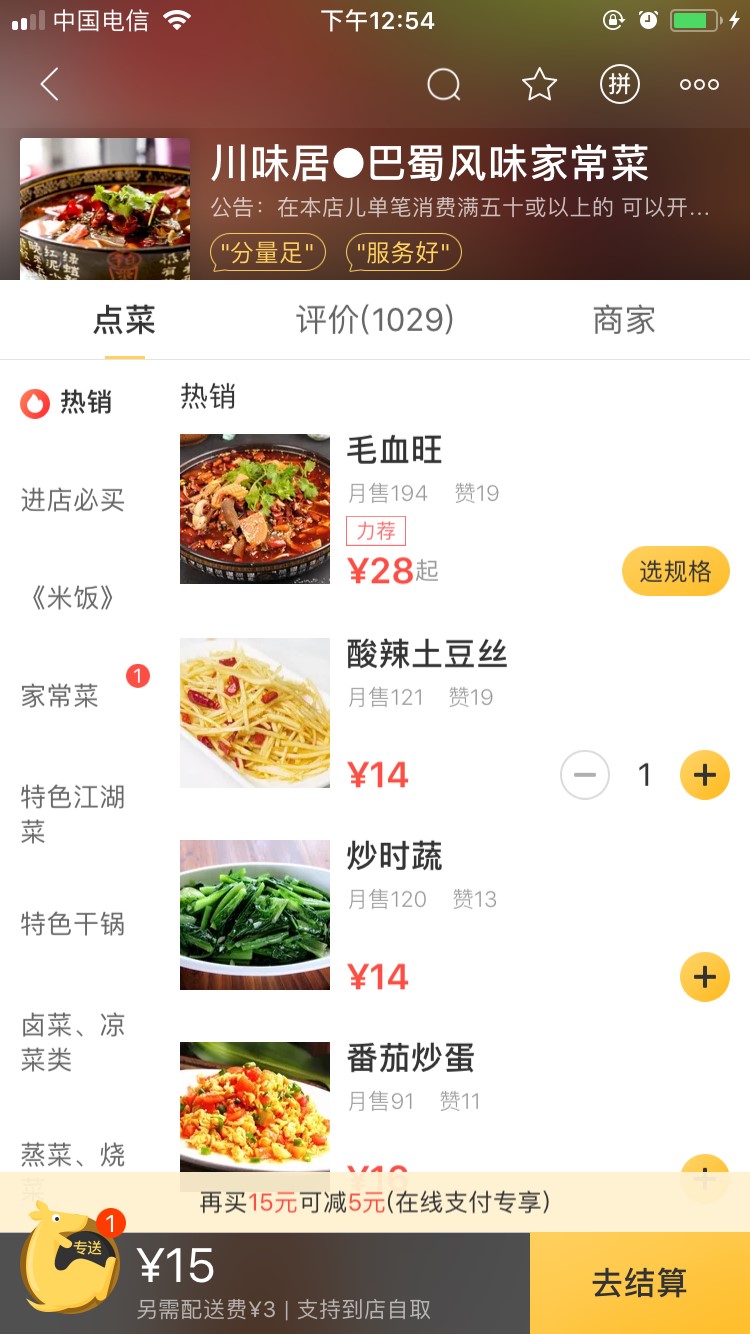 中国电信
下午12:54
拼
川味居●巴蜀风味家常菜
公告：在本店儿单笔消费满五十或以上的 可以开...
"分量足" "服务好"
点菜
评价(1029)
商家
热销
进店必买
《米饭》
家常菜
1
特色江湖
菜
特色干锅
卤菜、凉
菜类
蒸菜、烧
菜
热销
毛血旺
月售194 赞19
力荐
¥28起
选规格
酸辣土豆丝
月售121 赞19
¥14
1
炒时蔬
月售120 赞13
¥14
番茄炒蛋
月售91 赞11
¥16
再买15元可减5元(在线支付专享)
专送
1
¥15
另需配送费¥3 | 支持到店自取
去结算